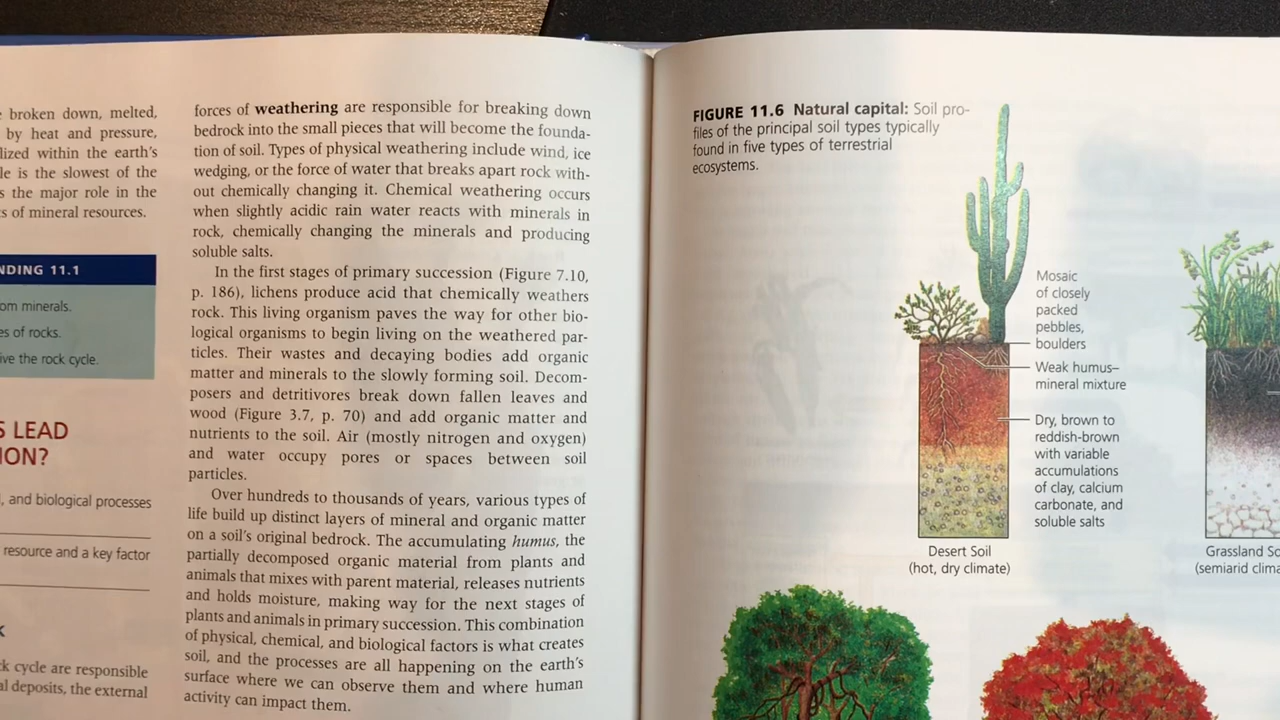 broken down, melted,
by heat and pressure,
lized within the earth's
le is the slowest of the
s the major role in the
s of mineral resources.
NDING 11.1
om minerals.
es of rocks.
ive the rock cycle.
S LEAD
ION?
, and biological processes
resource and a key factor
K
ck cycle are responsible
al deposits, the external
forces of weathering are responsible for breaking down
bedrock into the small pieces that will become the founda-
tion of soil. Types of physical weathering include wind, ice
wedging, or the force of water that breaks apart rock with-
out chemically changing it. Chemical weathering occurs
when slightly acidic rain water reacts with minerals in
rock, chemically changing the minerals and producing
soluble salts.
In the first stages of primary succession (Figure 7.10,
p. 186), lichens produce acid that chemically weathers
rock. This living organism paves the way for other bio-
logical organisms to begin living on the weathered par-
ticles. Their wastes and decaying bodies add organic
matter and minerals to the slowly forming soil. Decom-
posers and detritivores break down fallen leaves and
wood (Figure 3.7, p. 70) and add organic matter and
nutrients to the soil. Air (mostly nitrogen and oxygen)
and water occupy pores or spaces between soil
particles.
Over hundreds to thousands of years, various types of
life build up distinct layers of mineral and organic matter
on a soil's original bedrock. The accumulating humus, the
partially decomposed organic material from plants and
animals that mixes with parent material, releases nutrients
and holds moisture, making way for the next stages of
plants and animals in primary succession. This combination
of physical, chemical, and biological factors is what creates
soil, and the processes are all happening on the earth's
surface where we can observe them and where human
activity can impact them.
FIGURE 11.6 Natural capital: Soil pro-
files of the principal soil types typically
found in five types of terrestrial
ecosystems.
Mosaic
of closely
packed
pebbles,
boulders
Weak humus–
mineral mixture
Dry, brown to
reddish-brown
with variable
accumulations
of clay, calcium
carbonate, and
soluble salts
Desert Soil
(hot, dry climate)
Grassland So
(semiarid clima